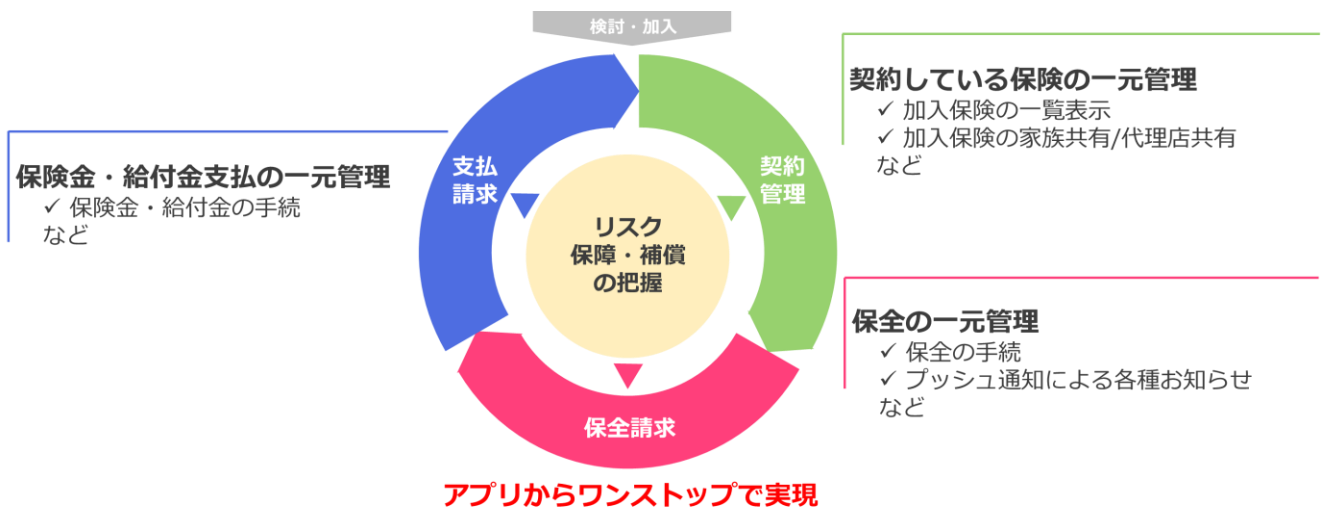 検討・加入
契約している保険の一元管理
✓ 加入保険の一覧表示
✓ 加入保険の家族共有/代理店共有
など
保険金・給付金支払の一元管理
✓ 保険金・給付金の手続
など
支払
請求
契約
管理
リスク
保障・補償
の把握
保全の一元管理
✓ 保全の手続
✓ プッシュ通知による各種お知らせ
など
保全請求
アプリからワンストップで実現